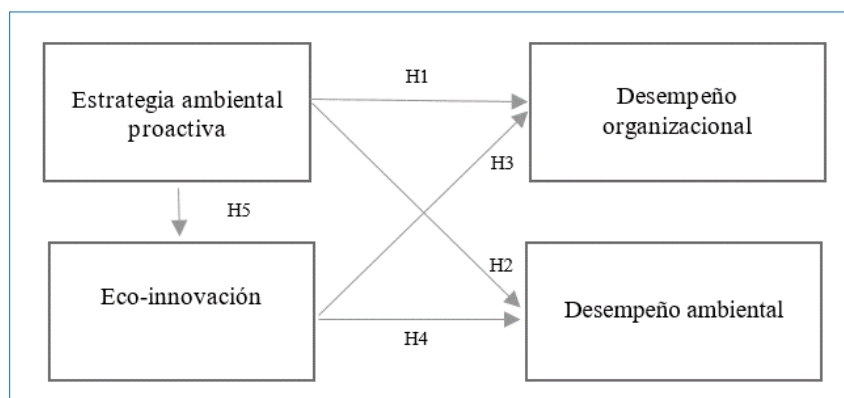 Estrategia ambiental
proactiva
H1
Desempeño
organizacional
H3
H5
Eco-innovación
H2
Desempeño ambiental
H4